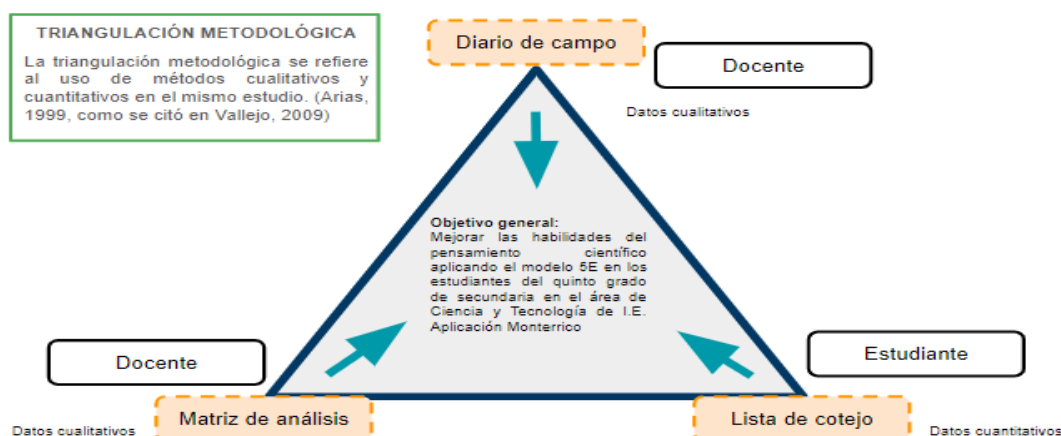 TRIANGULACIÓN METODOLÓGICA
La triangulación metodológica se refiere
al uso de métodos cualitativos y
cuantitativos en el mismo estudio. (Arias,
1999, como se citó en Vallejo, 2009)
Diario de campo
Docente
Datos cualitativos
Objetivo general:
Mejorar las habilidades del
pensamiento científico
aplicando el modelo 5E en los
estudiantes del quinto grado
de secundaria en el área de
Ciencia y Tecnología de I.E.
Aplicación Monterrico
Docente
Matriz de análisis
Datos cualitativos
Estudiante
Lista de cotejo
Datos cuantitativos